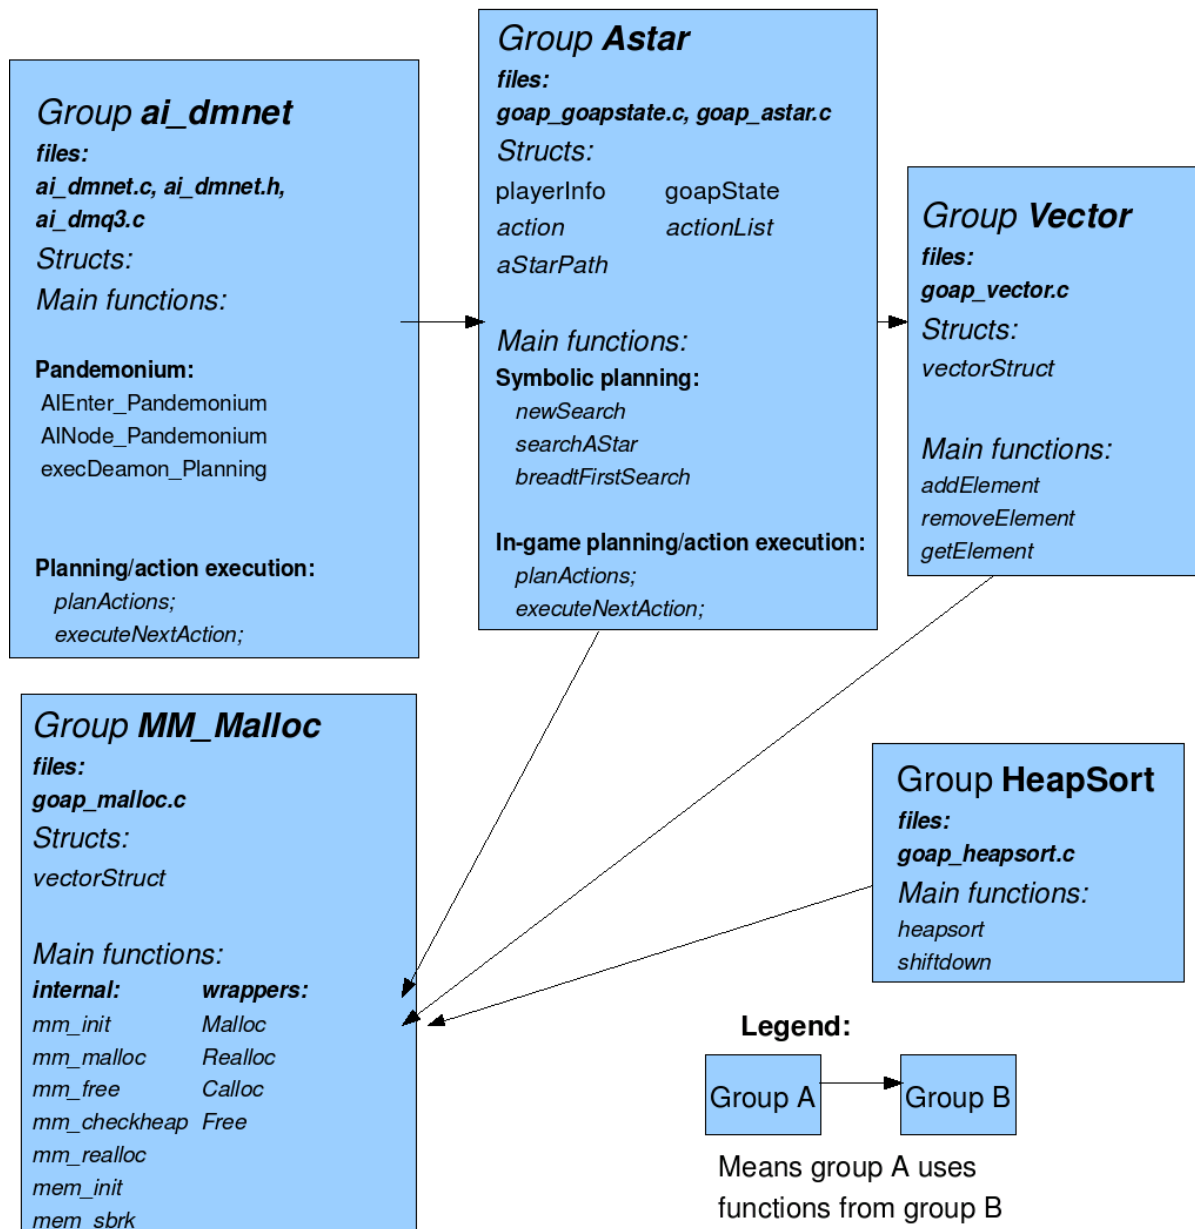 Group ai_dmnet
files:
ai_dmnet.c, ai_dmnet.h,
ai_dmq3.c
Structs:
Main functions:
Pandemonium:
AIEnter_Pandemonium
AINode_Pandemonium
execDeamon_Planning
Planning/action execution:
planActions;
executeNextAction;
Group Astar
files:
goap_goapstate.c, goap_astar.c
Structs:
playerInfo goapState
action actionList
aStarPath
Main functions:
Symbolic planning:
newSearch
searchAStar
breadtFirstSearch
In-game planning/action execution:
planActions;
executeNextAction;
Group Vector
files:
goap_vector.c
Structs:
vectorStruct
Main functions:
addElement
removeElement
getElement
Group MM_Malloc
files:
goap_malloc.c
Structs:
vectorStruct
Main functions:
internal: wrappers:
mm_init Malloc
mm_malloc Realloc
mm_free Calloc
mm_checkheap Free
mm_realloc
mem_init
mem_sbrk
Group HeapSort
files:
goap_heapsort.c
Main functions:
heapsort
shiftdown
Legend:
Group A Group B
Means group A uses
functions from group B